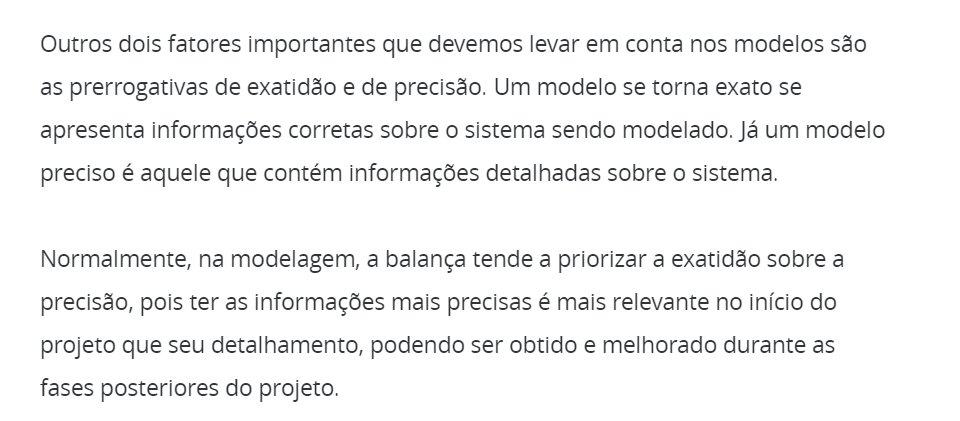 Outros dois fatores importantes que devemos levar em conta nos modelos são
as prerrogativas de exatidão e de precisão. Um modelo se torna exato se
apresenta informações corretas sobre o sistema sendo modelado. Já um modelo
preciso é aquele que contém informações detalhadas sobre o sistema.
Normalmente, na modelagem, a balança tende a priorizar a exatidão sobre a
precisão, pois ter as informações mais precisas é mais relevante no início do
projeto que seu detalhamento, podendo ser obtido e melhorado durante as
fases posteriores do projeto.